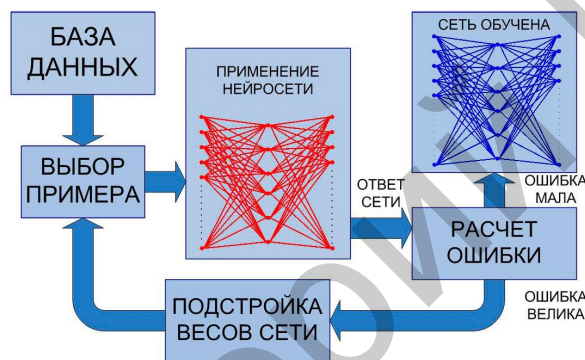 БАЗА
ДАННЫХ
ВЫБОР
ПРИМЕРА
ПРИМЕНЕНИЕ
НЕЙРОСЕТИ
СЕТЬ ОБУЧЕНА
ОТВЕТ
СЕТИ
ОШИБКА
МАЛА
РАСЧЕТ
ОШИБКИ
ОШИБКА
ВЕЛИКА
ПОДСТРОЙКА
ВЕСОВ СЕТИ